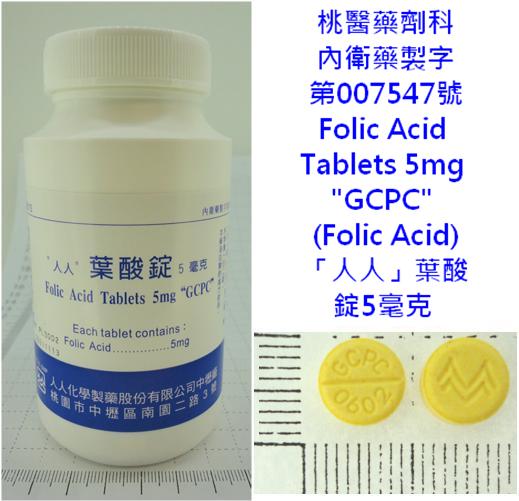 桃醫藥劑科
內衛藥製字
第007547號
Folic Acid
Tablets 5mg
"GCPC"
(Folic Acid)
「人人」葉酸
錠5毫克
內衛藥製
"人人" 葉酸錠 5 毫克
Folic Acid Tablets 5mg "GCPC"
Each tablet contains :
Folic Acid...............5mg
人人化學製藥股份有限公司中壢廠
桃園市中壢區南園二路3號
GCPC
0602